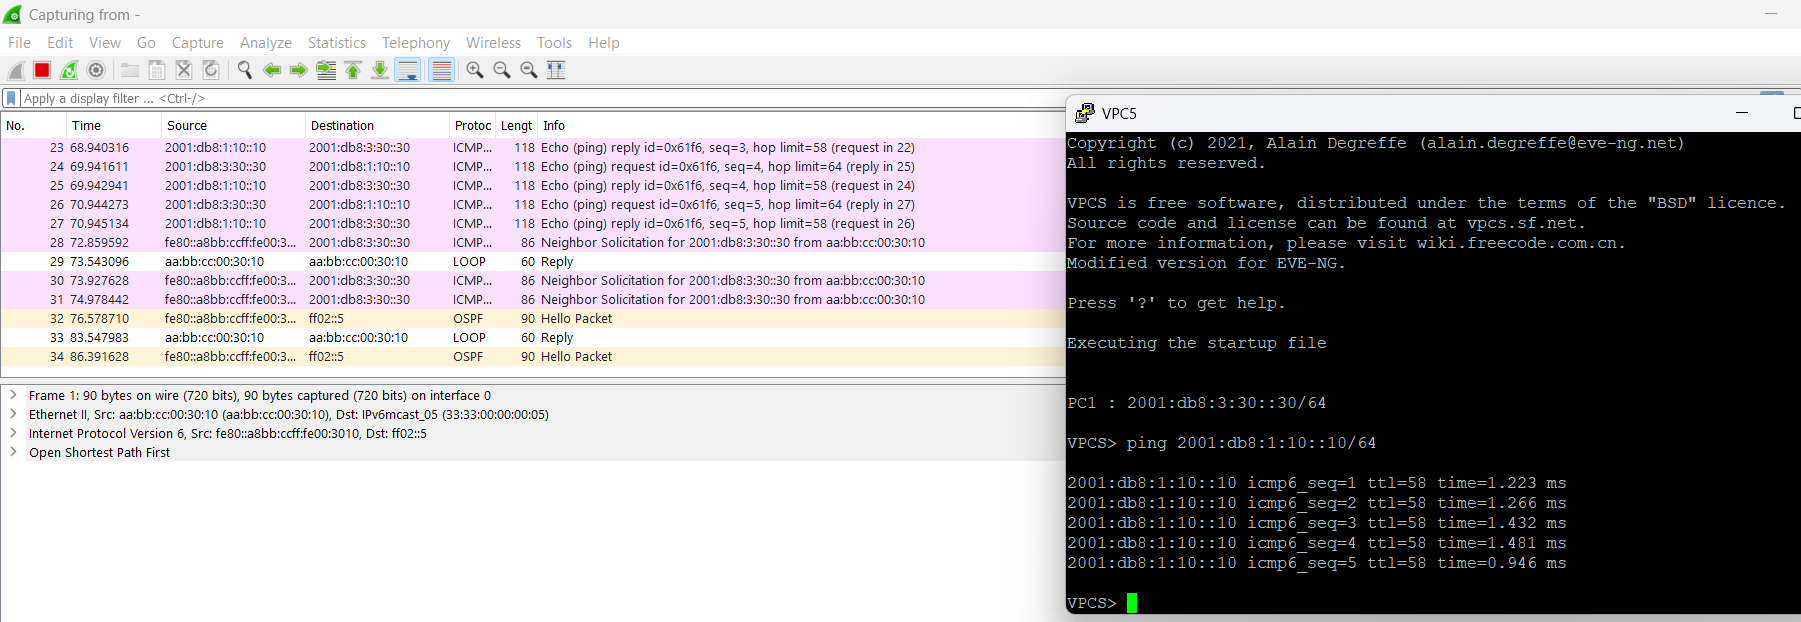 Capturing from -
File Edit View Go Capture Analyze Statistics Telephony Wireless Tools Help
Apply a display filter ... <Ctrl-/>
No. Time Source Destination Protoc Lengt Info
23 68.940316 2001:db8:1:10::10 2001:db8:3:30::30 ICMP... 118 Echo (ping) reply id=0x61f6, seq=3, hop limit=58 (request in 22)
24 69.941611 2001:db8:3:30::30 2001:db8:1:10::10 ICMP... 118 Echo (ping) request id=0x61f6, seq=4, hop limit=64 (reply in 25)
25 69.942941 2001:db8:1:10::10 2001:db8:3:30::30 ICMP... 118 Echo (ping) reply id=0x61f6, seq=4, hop limit=58 (request in 24)
26 70.944273 2001:db8:3:30::30 2001:db8:1:10::10 ICMP... 118 Echo (ping) request id=0x61f6, seq=5, hop limit=64 (reply in 27)
27 70.945134 2001:db8:1:10::10 2001:db8:3:30::30 ICMP... 118 Echo (ping) reply id=0x61f6, seq=5, hop limit=58 (request in 26)
28 72.859592 fe80::a8bb:ccff:fe00:3... 2001:db8:3:30::30 ICMP... 86 Neighbor Solicitation for 2001:db8:3:30::30 from aa:bb:cc:00:30:10
29 73.543096 aa:bb:cc:00:30:10 aa:bb:cc:00:30:10 LOOP 60 Reply
30 73.927628 fe80::a8bb:ccff:fe00:3... 2001:db8:3:30::30 ICMP... 86 Neighbor Solicitation for 2001:db8:3:30::30 from aa:bb:cc:00:30:10
31 74.978442 fe80::a8bb:ccff:fe00:3... 2001:db8:3:30::30 ICMP... 86 Neighbor Solicitation for 2001:db8:3:30::30 from aa:bb:cc:00:30:10
32 76.578710 fe80::a8bb:ccff:fe00:3... ff02::5 OSPF 90 Hello Packet
33 83.547983 aa:bb:cc:00:30:10 aa:bb:cc:00:30:10 LOOP 60 Reply
34 86.391628 fe80::a8bb:ccff:fe00:3... ff02::5 OSPF 90 Hello Packet
Frame 1: 90 bytes on wire (720 bits), 90 bytes captured (720 bits) on interface 0
Ethernet II, Src: aa:bb:cc:00:30:10 (aa:bb:cc:00:30:10), Dst: IPv6mcast_05 (33:33:00:00:00:05)
Internet Protocol Version 6, Src: fe80::a8bb:ccff:fe00:3010, Dst: ff02::5
Open Shortest Path First
VPC5
Copyright (c) 2021, Alain Degreffe (alain.degreffe@eve-ng.net)
All rights reserved.
VPCS is free software, distributed under the terms of the "BSD" licence.
Source code and license can be found at vpcs.sf.net.
For more information, please visit wiki.freecode.com.cn.
Modified version for EVE-NG.
Press '?' to get help.
Executing the startup file
PC1 : 2001:db8:3:30::30/64
VPCS> ping 2001:db8:1:10::10/64
2001:db8:1:10::10 icmp6_seq=1 ttl=58 time=1.223 ms
2001:db8:1:10::10 icmp6_seq=2 ttl=58 time=1.266 ms
2001:db8:1:10::10 icmp6_seq=3 ttl=58 time=1.432 ms
2001:db8:1:10::10 icmp6_seq=4 ttl=58 time=1.481 ms
2001:db8:1:10::10 icmp6_seq=5 ttl=58 time=0.946 ms
VPCS>